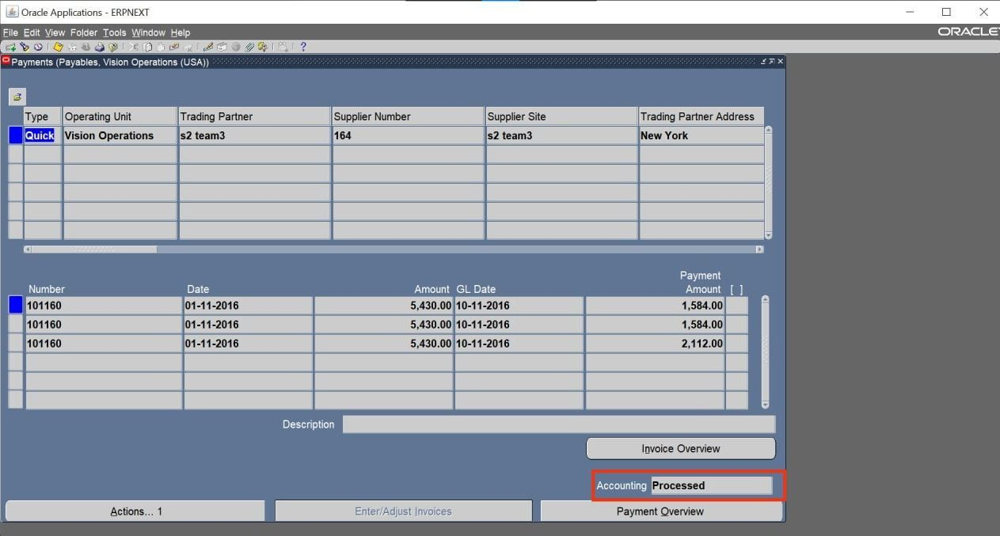 Oracle Applications - ERPNEXT
File Edit View Folder Tools Window Help
ORACLE
Payments (Payables, Vision Operations (USA))
Type Operating Unit Trading Partner Supplier Number Supplier Site Trading Partner Address
Quick Vision Operations s2 team3 164 s2 team3 New York
Payment
Number Date Amount GL Date Amount [ ]
101160 01-11-2016 5,430.00 10-11-2016 1,584.00
101160 01-11-2016 5,430.00 10-11-2016 1,584.00
101160 01-11-2016 5,430.00 10-11-2016 2,112.00
Description
Invoice Overview
Accounting Processed
Actions... 1 Enter/Adjust Invoices Payment Overview